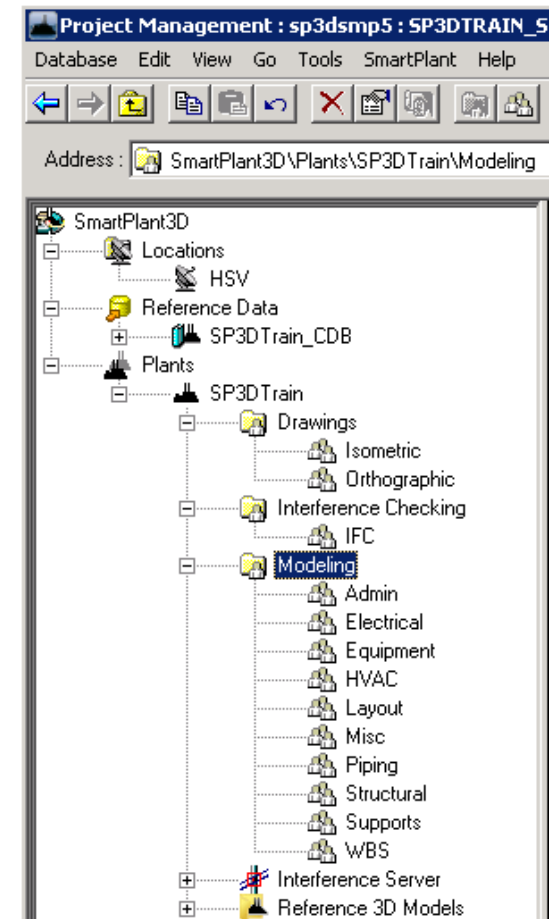 Project Management : sp3dsmp5 : SP3DTRAIN_S
Database Edit View Go Tools SmartPlant Help
Address : SmartPlant3D\Plants\SP3DTrain\Modeling
SmartPlant3D
Locations
HSV
Reference Data
SP3DTrain_CDB
Plants
SP3DTrain
Drawings
Isometric
Orthographic
Interference Checking
IFC
Modeling
Admin
Electrical
Equipment
HVAC
Layout
Misc
Piping
Structural
Supports
WBS
Interference Server
Reference 3D Models